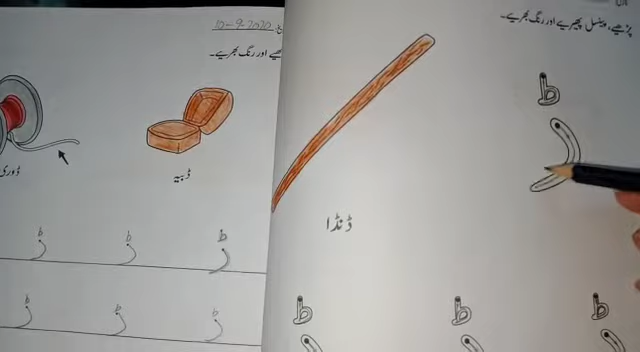 10-9-2020
پڑھیے، پنسل پھیریے اور رنگ بھریے۔
اور رنگ بھریے۔
ڈوری
ڈبیہ
ڈنڈا
ڈ
ڈ ڈ ڈ
ڈ ڈ ڈ
ڈ ڈ ڈ